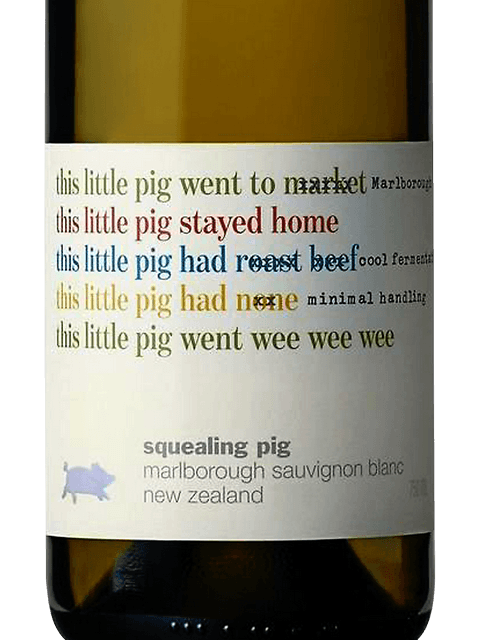 this little pig went to market Marlborough
this little pig stayed home
this little pig had roast beef cool fermentat
this little pig had none minimal handling
this little pig went wee wee wee
squealing pig
marlborough sauvignon blanc
new zealand